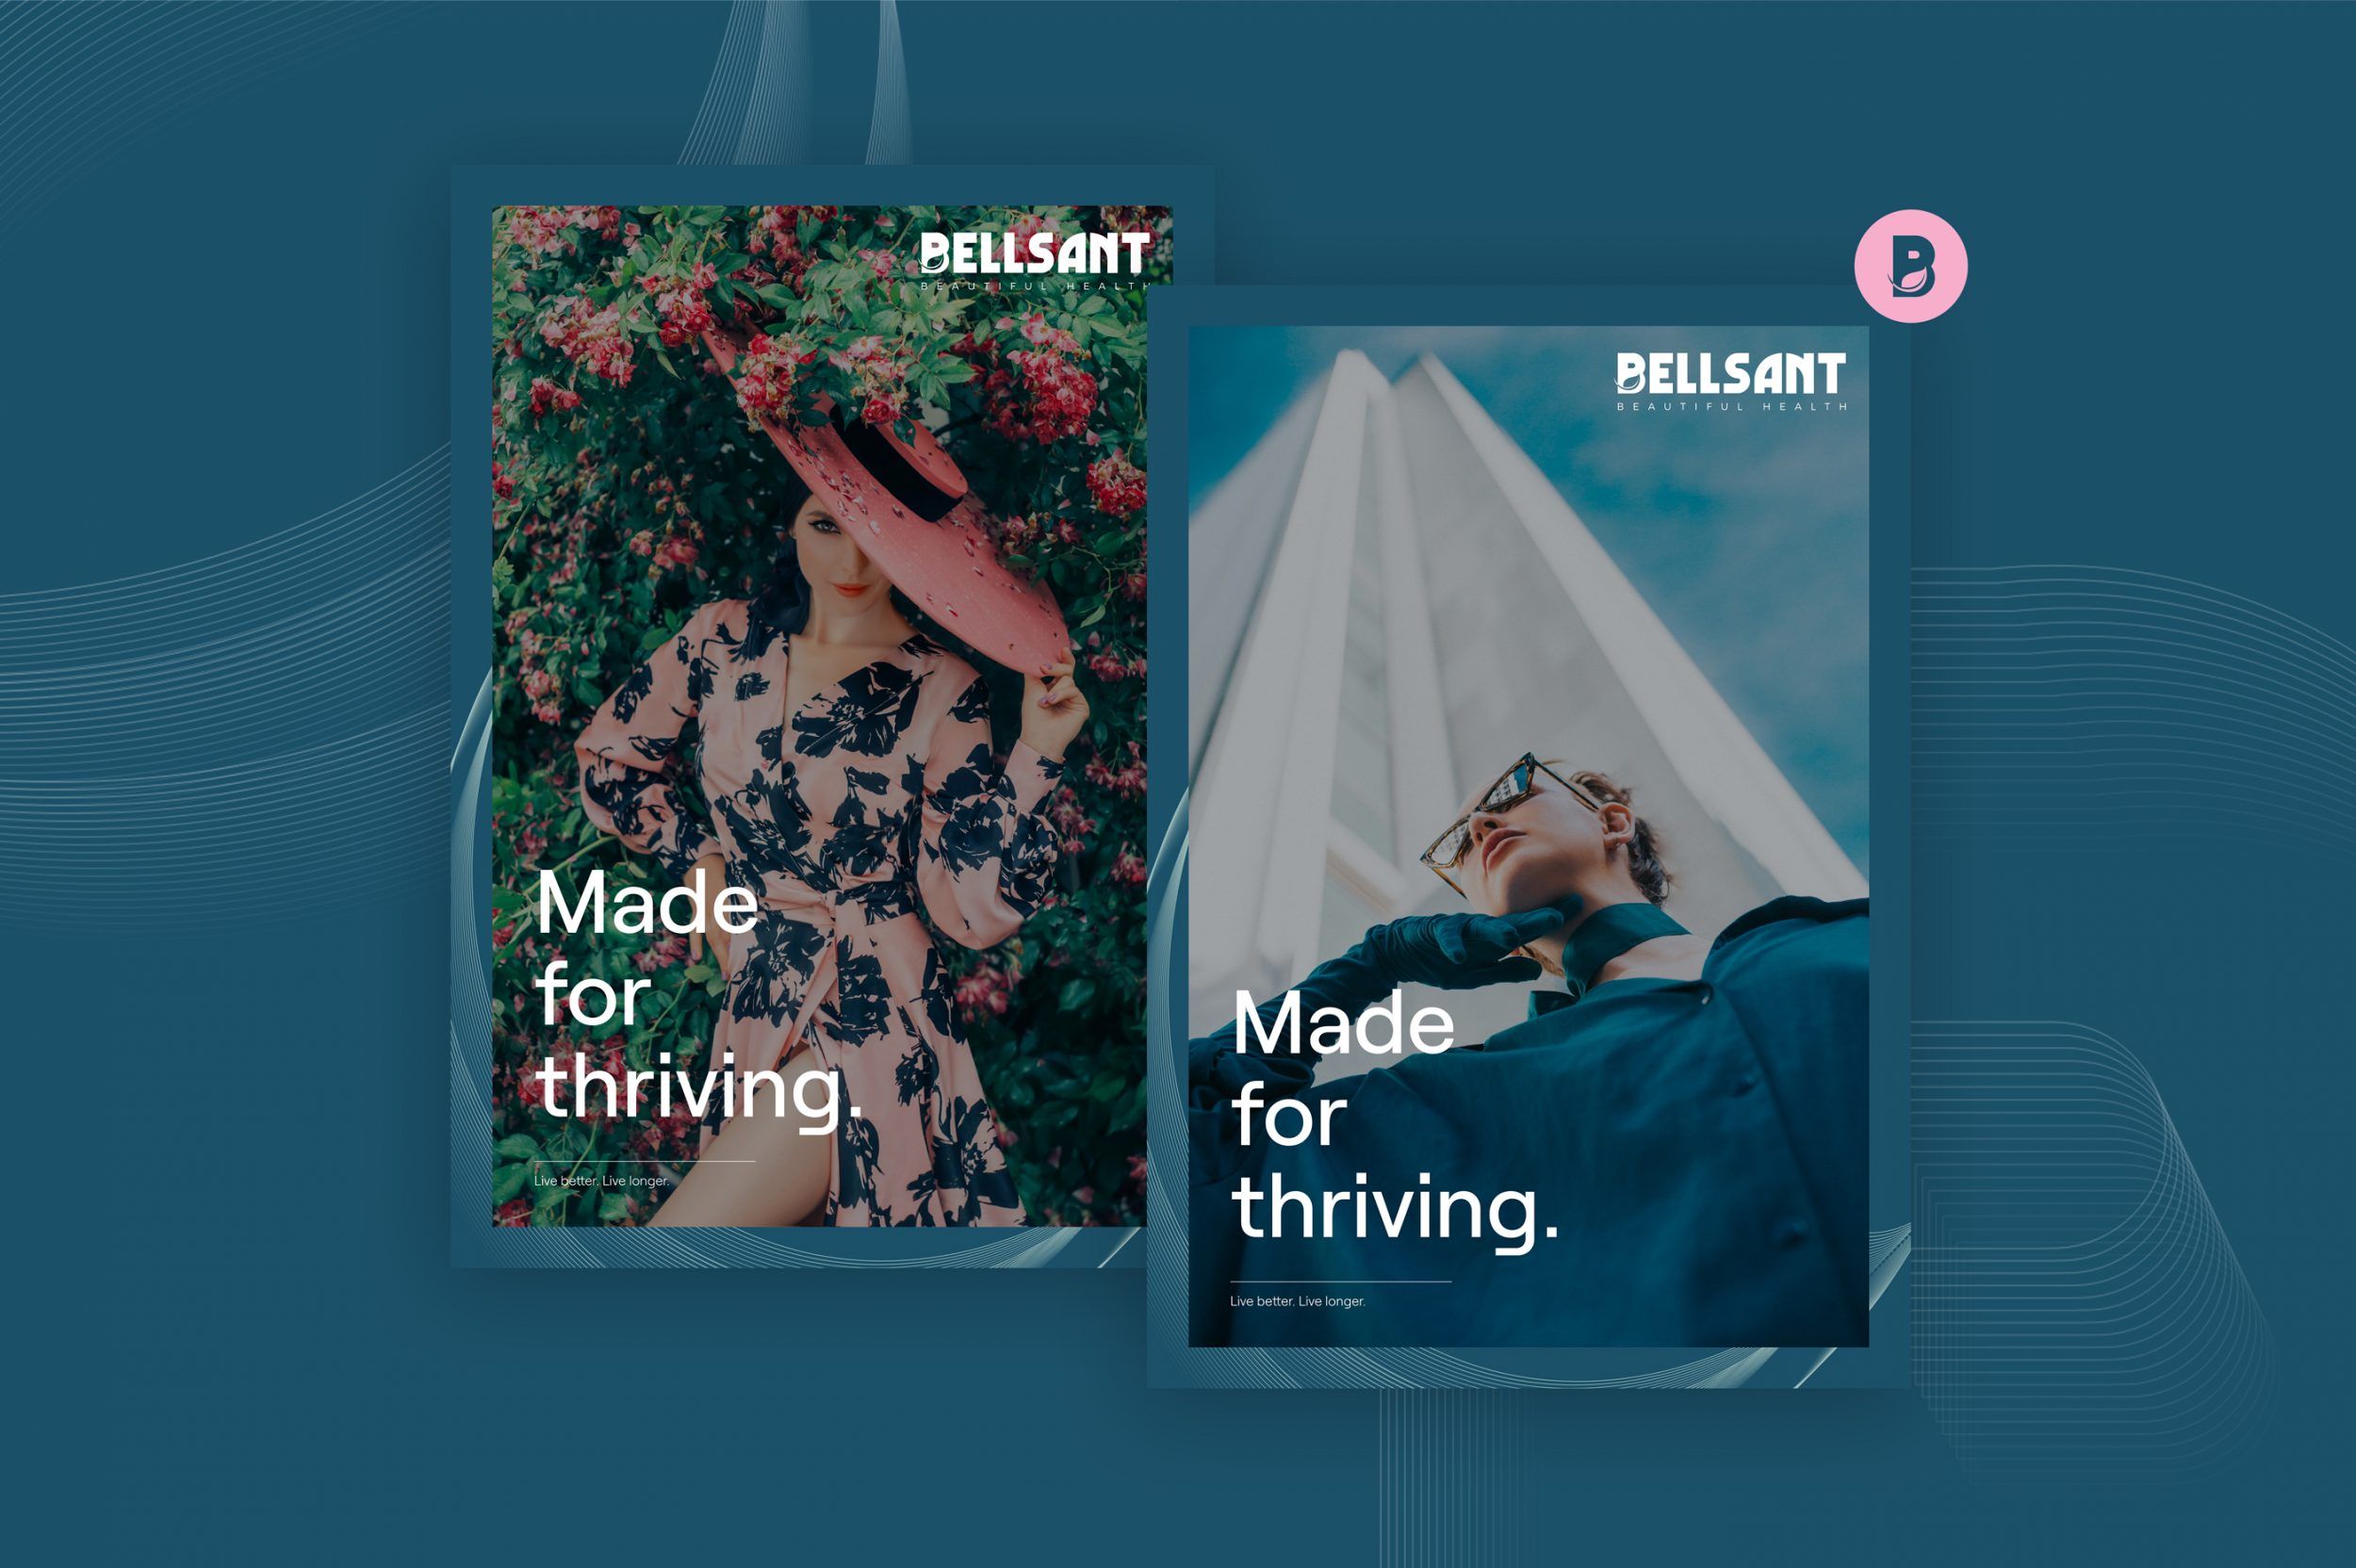 BELLSANT
BEAUTIFUL HEALTH
Made
for
thriving.
Live better. Live longer.
B
BELLSANT
BEAUTIFUL HEALTH
Made
for
thriving.
Live better. Live longer.